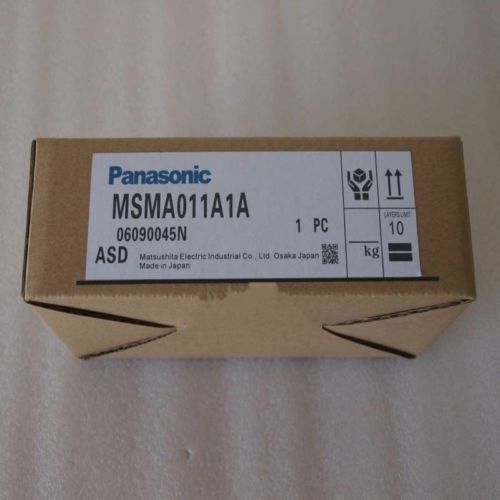 Panasonic
MSMA011A1A
06090045N
1 PC
ASD
Matsushita Electric Industrial Co., Ltd. Osaka Japan
Made in Japan
kg
LAYERS LIMIT
10